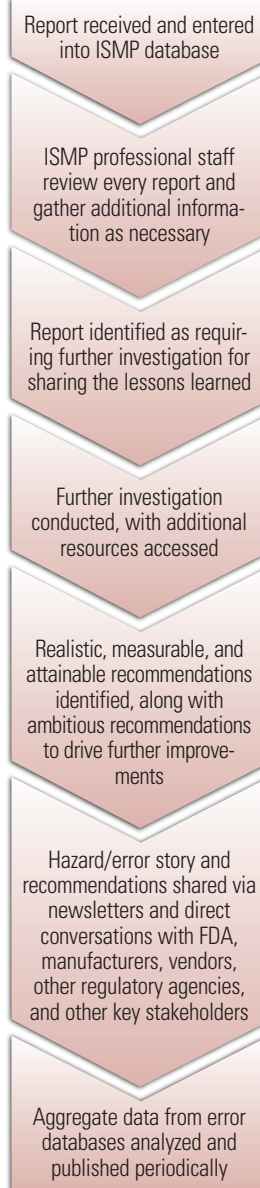 Report received and entered
into ISMP database
ISMP professional staff
review every report and
gather additional informa-
tion as necessary
Report identified as requir-
ing further investigation for
sharing the lessons learned
Further investigation
conducted, with additional
resources accessed
Realistic, measurable, and
attainable recommendations
identified, along with
ambitious recommendations
to drive further improve-
ments
Hazard/error story and
recommendations shared via
newsletters and direct
conversations with FDA,
manufacturers, vendors,
other regulatory agencies,
and other key stakeholders
Aggregate data from error
databases analyzed and
published periodically